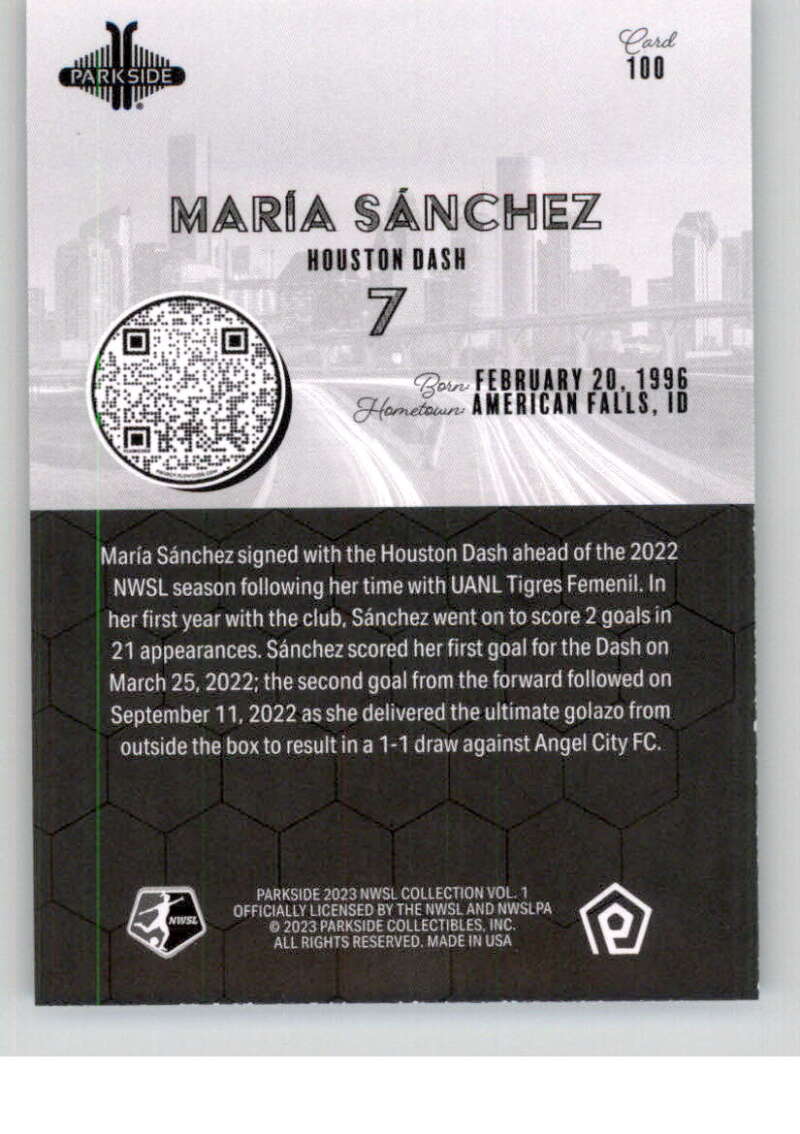 PARKSIDE
Card
100
MARÍA SÁNCHEZ
HOUSTON DASH
7
Born: FEBRUARY 20, 1996
Hometown: AMERICAN FALLS, ID
María Sánchez signed with the Houston Dash ahead of the 2022
NWSL season following her time with UANL Tigres Femenil. In
her first year with the club, Sánchez went on to score 2 goals in
21 appearances. Sánchez scored her first goal for the Dash on
March 25, 2022; the second goal from the forward followed on
September 11, 2022 as she delivered the ultimate golazo from
outside the box to result in a 1-1 draw against Angel City FC.
NWSL
PARKSIDE 2023 NWSL COLLECTION VOL. 1
OFFICIALLY LICENSED BY THE NWSL AND NWSLPA
© 2023 PARKSIDE COLLECTIBLES, INC.
ALL RIGHTS RESERVED. MADE IN USA